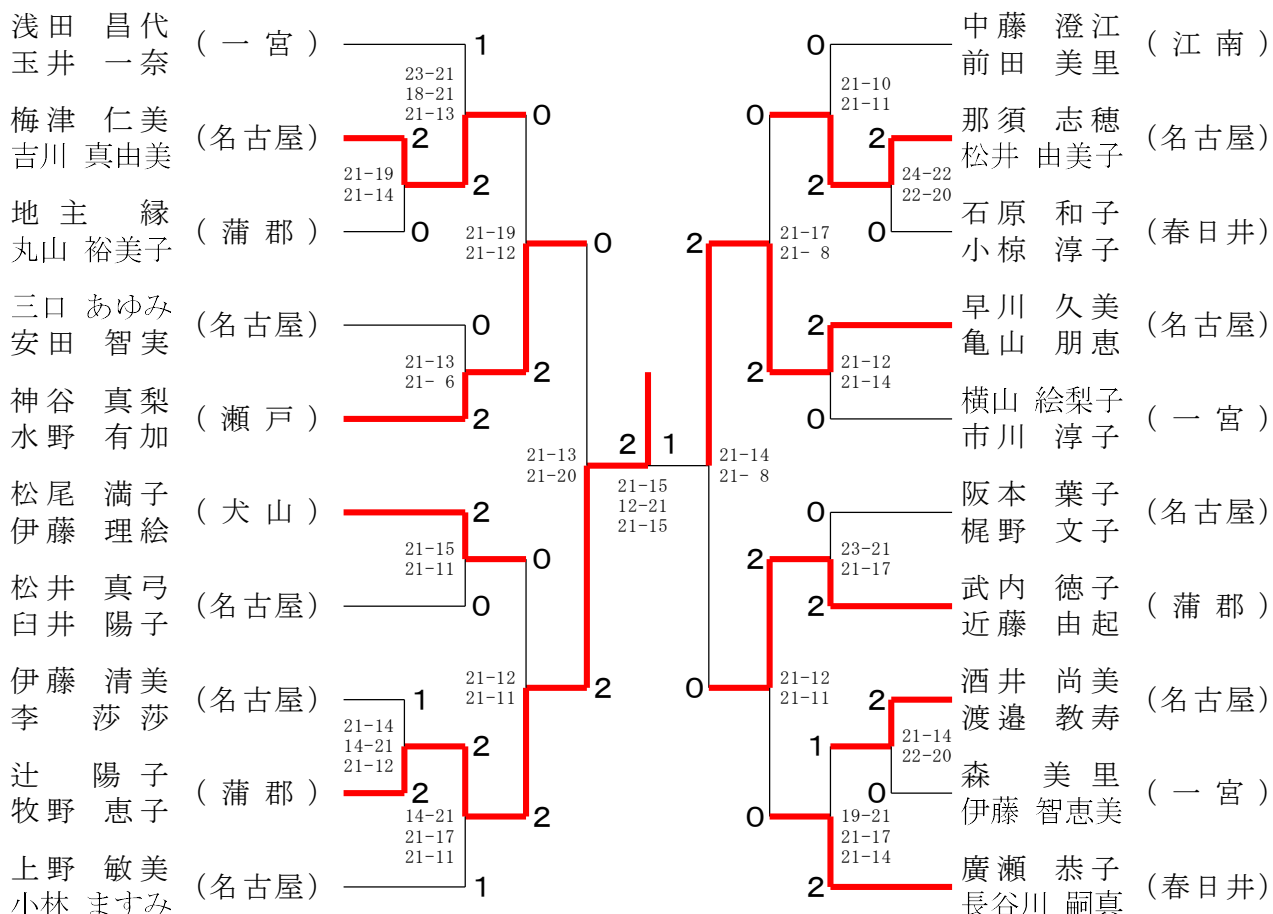 浅田 昌代
玉井 一奈
(一宮)
1
23-21
18-21
21-13
0
梅津 仁美
吉川 真由美
(名古屋)
2
21-19
21-14
2
地主 縁
丸山 裕美子
(蒲郡)
0
21-19
21-12
0
三口 あゆみ
安田 智実
(名古屋)
0
21-13
21- 6
2
神谷 真梨
水野 有加
(瀬戸)
2
21-13
21-20
松尾 満子
伊藤 理絵
(犬山)
2
21-15
21-11
0
松井 真弓
臼井 陽子
(名古屋)
0
21-12
21-11
2
伊藤 清美
李 莎莎
(名古屋)
1
21-14
14-21
21-12
2
辻 陽子
牧野 恵子
(蒲郡)
2
14-21
21-17
21-11
2
上野 敏美
小林 ますみ
(名古屋)
1
2
1
21-15
12-21
21-15
中藤 澄江
前田 美里
(江南)
0
21-10
21-11
0
那須 志穂
松井 由美子
(名古屋)
2
24-22
22-20
2
石原 和子
小椋 淳子
(春日井)
0
21-17
21- 8
2
早川 久美
亀山 朋恵
(名古屋)
2
21-12
21-14
2
横山 絵梨子
市川 淳子
(一宮)
0
21-14
21- 8
阪本 葉子
梶野 文子
(名古屋)
0
23-21
21-17
2
武内 徳子
近藤 由起
(蒲郡)
2
21-12
21-11
0
酒井 尚美
渡邉 教寿
(名古屋)
2
21-14
22-20
1
森 美里
伊藤 智恵美
(一宮)
0
19-21
21-17
21-14
0
廣瀬 恭子
長谷川 嗣真
(春日井)
2